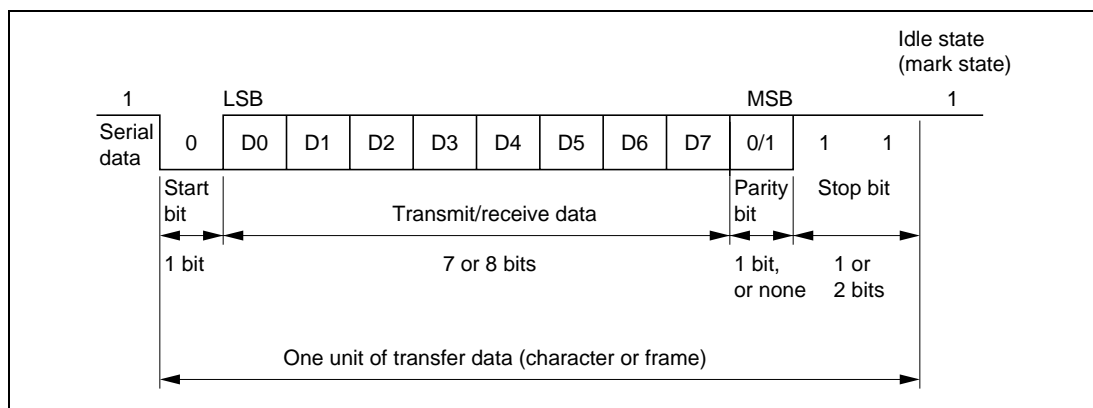 Idle state
(mark state)
1 LSB MSB 1
Serial
data
0 D0 D1 D2 D3 D4 D5 D6 D7 0/1 1 1
Start
bit
Transmit/receive data
Parity
bit
Stop bit
1 bit
7 or 8 bits
1 bit,
or none
1 or
2 bits
One unit of transfer data (character or frame)